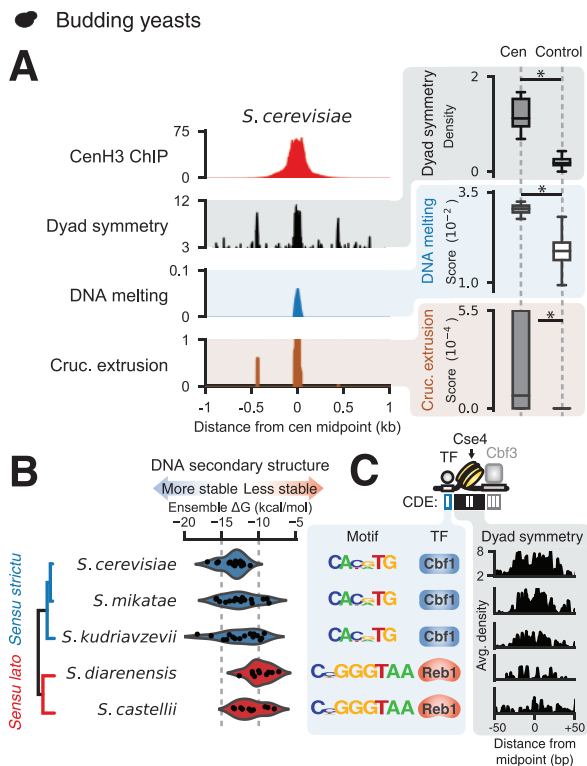 Budding yeasts
A
Cen Control
S. cerevisiae
CenH3 ChIP
75
0
Dyad symmetry
12
3
DNA melting
0.1
0
Cruc. extrusion
1
0
-1 -0.5 0 0.5 1
Distance from cen midpoint (kb)
Dyad symmetry
Density
2
0
*
DNA melting
Score (10⁻²)
3.5
1.0
*
Cruc. extrusion
Score (10⁻⁴)
5.5
0.0
*
B
DNA secondary structure
More stable Less stable
Ensemble ΔG (kcal/mol)
−20 −15 −10 −5
Sensu strictu
Sensu lato
S. cerevisiae
S. mikatae
S. kudriavzevii
S. diarenensis
S. castellii
C
Cse4
TF Cbf3
CDE:
Motif TF
CACGTG Cbf1
CACGTG Cbf1
CACGTG Cbf1
GGGTAA Reb1
GGGTAA Reb1
Dyad symmetry
Avg. density
8
2
-50 0 +50
Distance from
midpoint (bp)